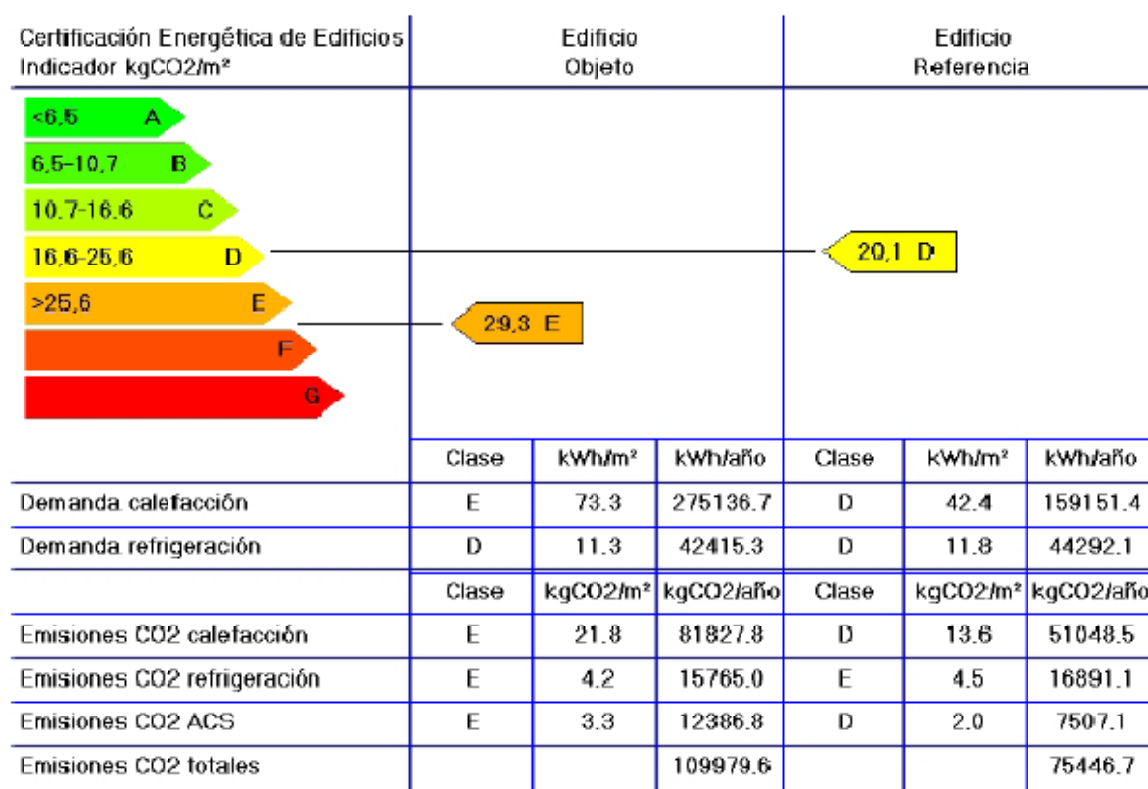 Certificación Energética de Edificios
Indicador kgCO2/m²
Edificio
Objeto
Edificio
Referencia
<6,5 A
6,5-10,7 B
10,7-16,6 C
16,6-25,6 D
20,1 D
>25,6 E
29,3 E
F
G
Clase kWh/m² kWh/año Clase kWh/m² kWh/año
Demanda calefacción E 73.3 275136.7 D 42.4 159151.4
Demanda refrigeración D 11.3 42415.3 D 11.8 44292.1
Clase kgCO2/m² kgCO2/año Clase kgCO2/m² kgCO2/año
Emisiones CO2 calefacción E 21.8 81827.8 D 13.6 51048.5
Emisiones CO2 refrigeración E 4.2 15765.0 E 4.5 16891.1
Emisiones CO2 ACS E 3.3 12386.8 D 2.0 7507.1
Emisiones CO2 totales 109979.6 75446.7